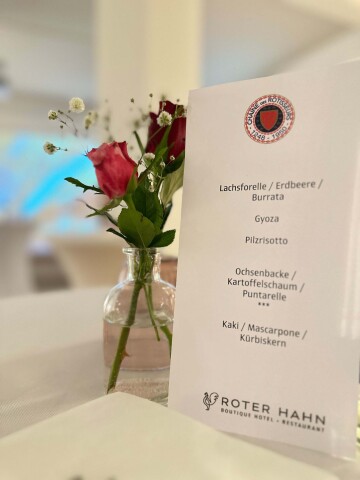 CHAÎNE DES RÔTISSEURS
1248 - 1950
Lachsforelle / Erdbeere /
Burrata
Gyoza
Pilzrisotto
Ochsenbacke /
Kartoffelschaum /
Puntarelle
***
Kaki / Mascarpone /
Kürbiskern
ROTER HAHN
BOUTIQUE HOTEL • RESTAURANT